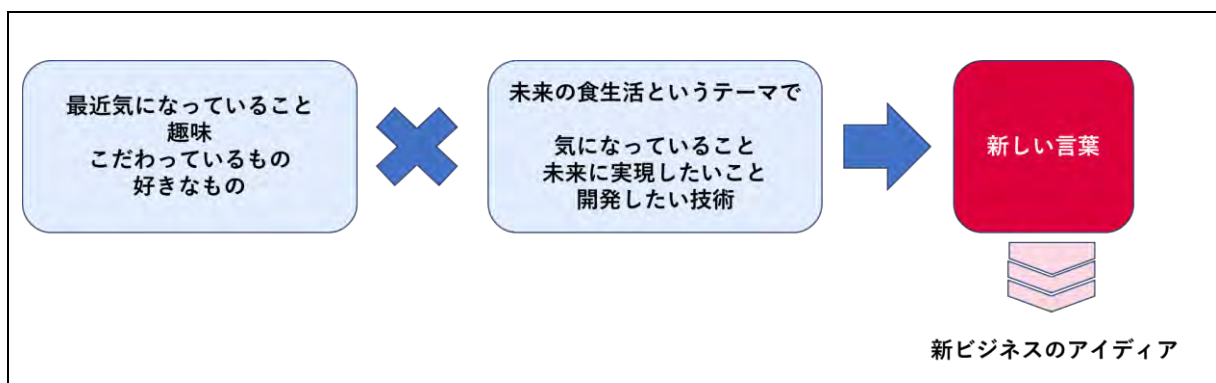 最近気になっていること
趣味
こだわっているもの
好きなもの
未来の食生活というテーマで
気になっていること
未来に実現したいこと
開発したい技術
新しい言葉
新ビジネスのアイディア